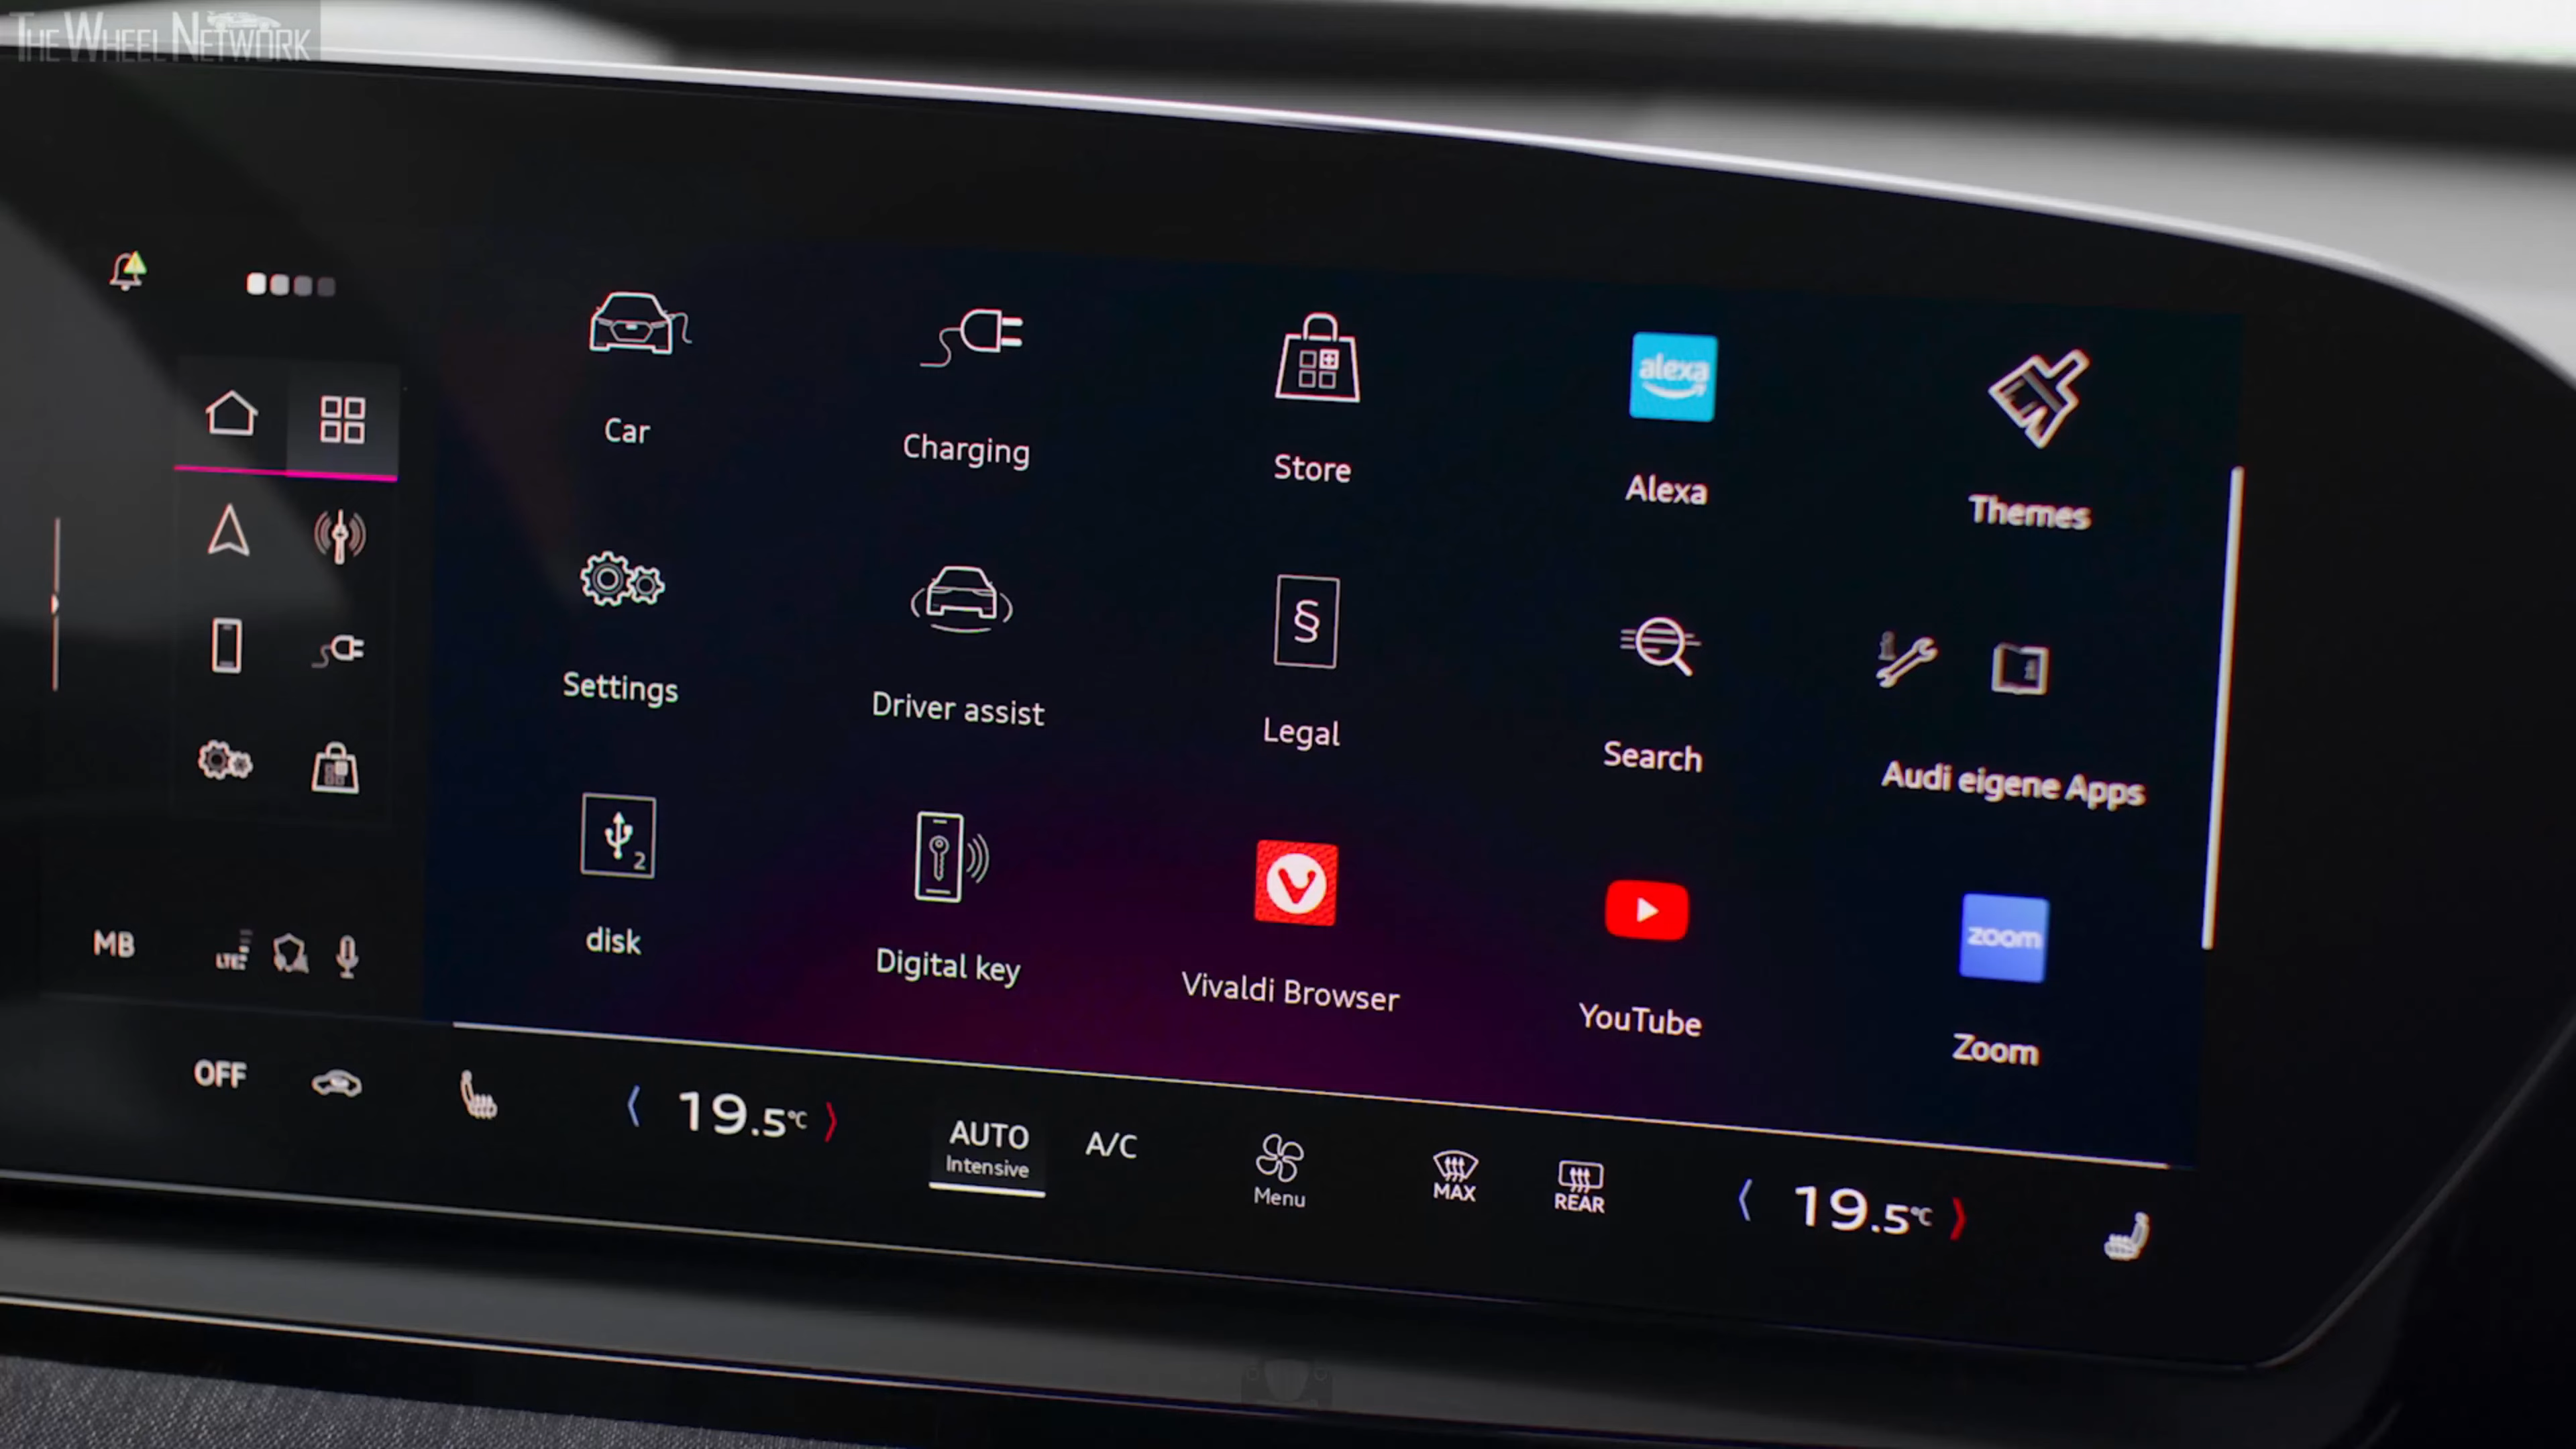 THE WHEEL NETWORK
Car
Charging
Store
alexa
Alexa
Themes
Settings
Driver assist
§
Legal
Search
i
i
Audi eigene Apps
2
disk
Digital key
Vivaldi Browser
YouTube
zoom
Zoom
MB
LTE
OFF
19.5°C
AUTO
Intensive
A/C
Menu
MAX
REAR
19.5°C